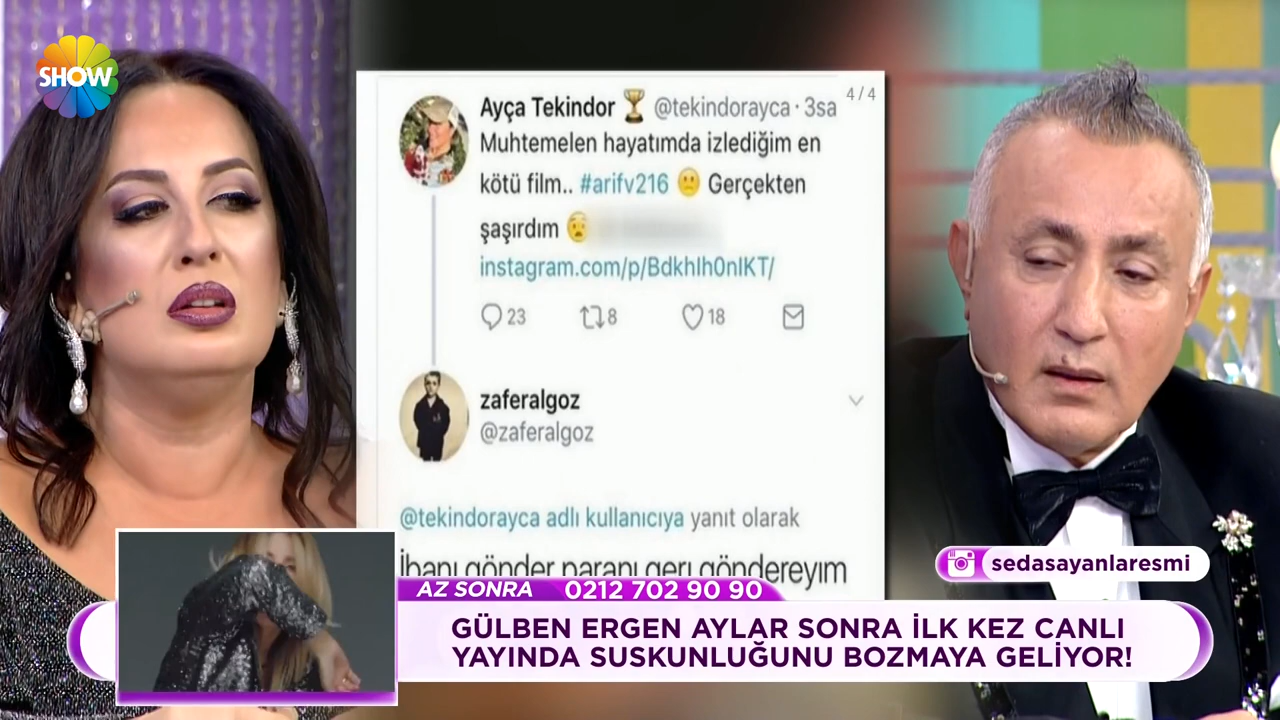 SHOW
Ayça Tekindor 🏆 @tekindorayca · 3sa
4 / 4
Muhtemelen hayatımda izlediğim en
kötü film.. #arifv216 🙁 Gerçekten
şaşırdım 😧
instagram.com/p/BdkhIh0nIKT/
23 8 18
zaferalgoz
@zaferalgoz
@tekindorayca adlı kullanıcıya yanıt olarak
İbanı gönder paranı geri göndereyim
sedasayanlaresmi
AZ SONRA 0212 702 90 90
GÜLBEN ERGEN AYLAR SONRA İLK KEZ CANLI
YAYINDA SUSKUNLUĞUNU BOZMAYA GELİYOR!